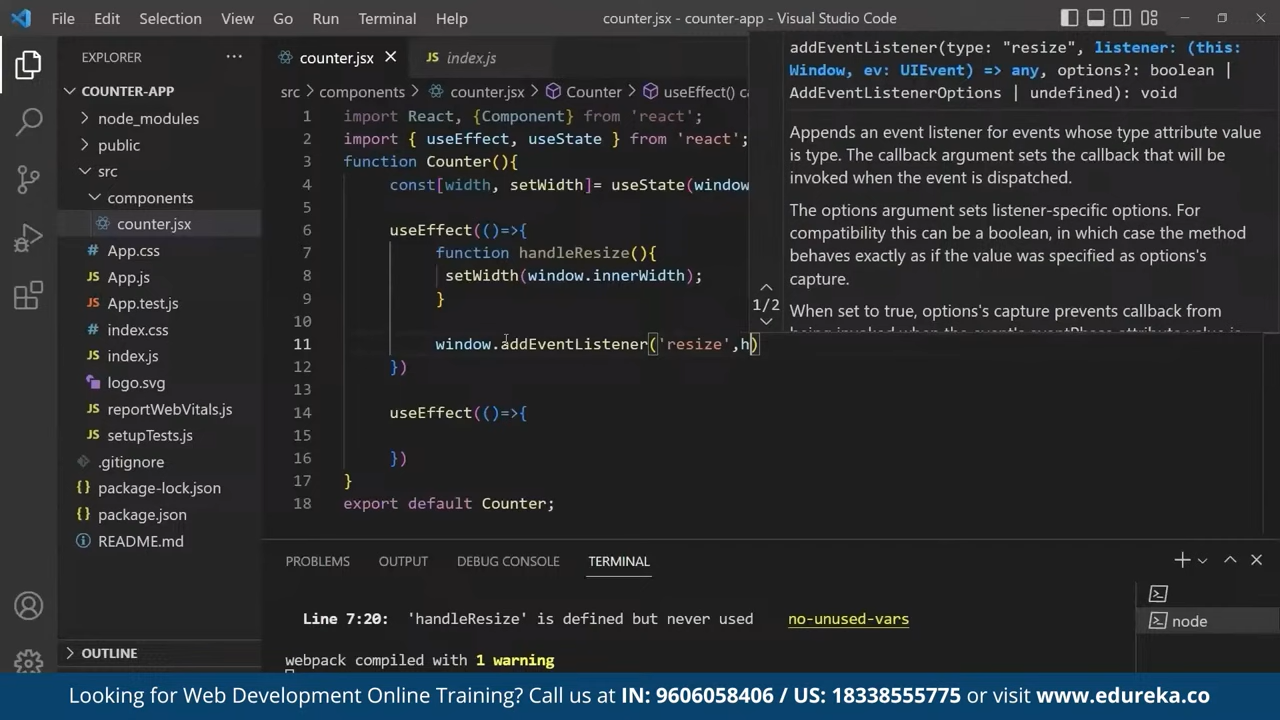 File Edit Selection View Go Run Terminal Help counter.jsx - counter-app - Visual Studio Code
EXPLORER ...
COUNTER-APP
node_modules
public
src
components
counter.jsx
App.css
App.js
App.test.js
index.css
index.js
logo.svg
reportWebVitals.js
setupTests.js
.gitignore
package-lock.json
package.json
README.md
OUTLINE
counter.jsx JS index.js
src > components > counter.jsx > Counter > useEffect() ca
1 import React, {Component} from 'react';
2 import { useEffect, useState } from 'react';
3 function Counter(){
4 const[width, setWidth]= useState(window
5
6 useEffect(()=>{
7 function handleResize(){
8 setWidth(window.innerWidth);
9 }
10
11 window.addEventListener('resize',h)
12 })
13
14 useEffect(()=>{
15
16 })
17 }
18 export default Counter;
addEventListener(type: "resize", listener: (this:
Window, ev: UIEvent) => any, options?: boolean |
AddEventListenerOptions | undefined): void
Appends an event listener for events whose type attribute value
is type. The callback argument sets the callback that will be
invoked when the event is dispatched.
The options argument sets listener-specific options. For
compatibility this can be a boolean, in which case the method
behaves exactly as if the value was specified as options's
capture.
1/2
When set to true, options's capture prevents callback from
being invoked when the event's eventPhase attribute value is
PROBLEMS OUTPUT DEBUG CONSOLE TERMINAL
Line 7:20: 'handleResize' is defined but never used no-unused-vars
webpack compiled with 1 warning
node
Looking for Web Development Online Training? Call us at IN: 9606058406 / US: 18338555775 or visit www.edureka.co